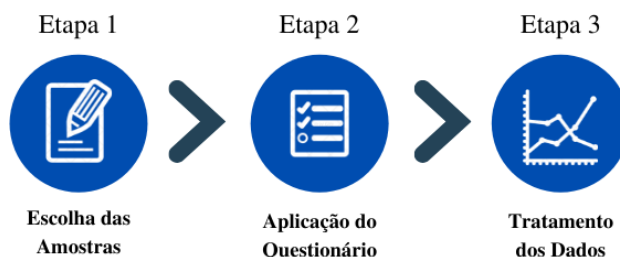 Etapa 1
Etapa 2
Etapa 3
Escolha das
Amostras
Aplicação do
Questionário
Tratamento
dos Dados